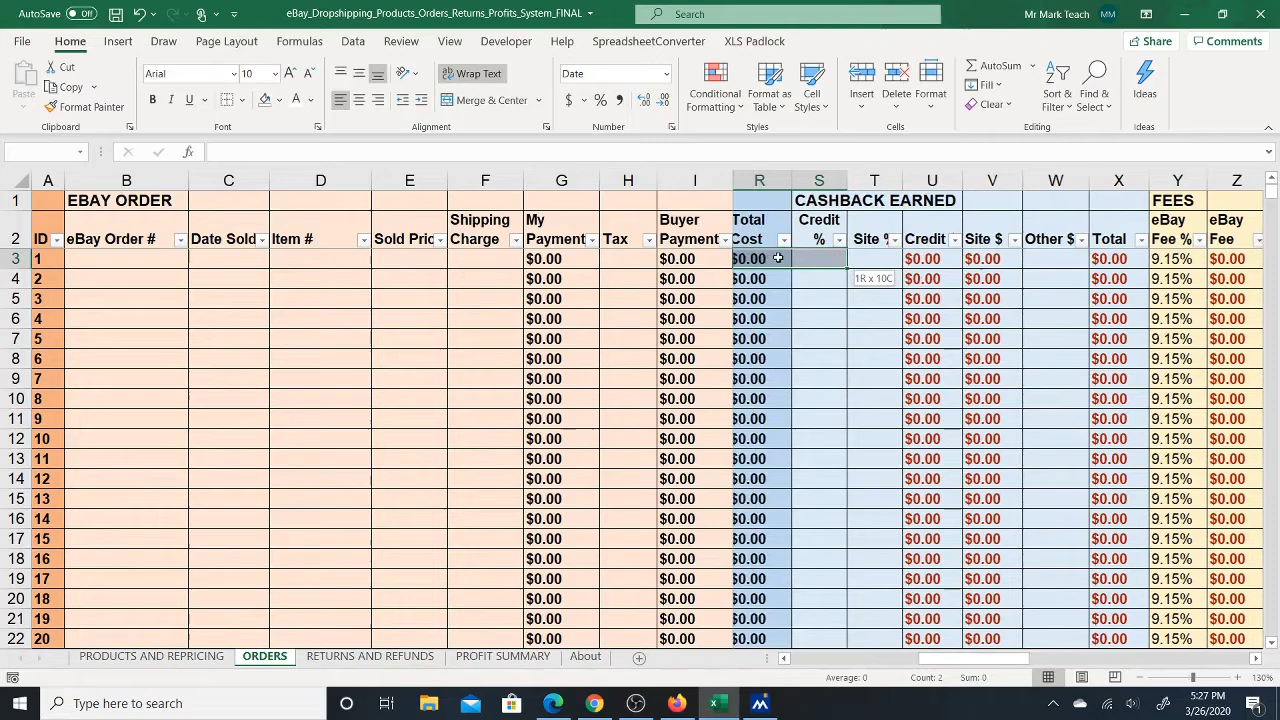 AutoSave Off eBay_Dropshipping_Products_Orders_Returns_Profits_System_FINAL Search Mr Mark Teach MM
File Home Insert Draw Page Layout Formulas Data Review View Developer Help SpreadsheetConverter XLS Padlock Share Comments
Paste Cut Copy Format Painter Clipboard
Arial 10 B I U A Font
Wrap Text Merge & Center Alignment
Date $ % Number
Conditional Formatting Format as Table Cell Styles Styles
Insert Delete Format Cells
AutoSum Fill Clear Sort & Filter Find & Select Editing
Ideas Ideas
fx
A B C D E F G H I R S T U V W X Y Z
1 EBAY ORDER CASHBACK EARNED FEES
2 ID eBay Order # Date Sold Item # Sold Pric Shipping Charge My Payment Tax Buyer Payment Total Cost Credit % Site % Credit Site $ Other $ Total eBay Fee % eBay Fee
3 1 $0.00 $0.00 $0.00 $0.00 $0.00 $0.00 9.15% $0.00
4 2 $0.00 $0.00 $0.00 1R x 10C $0.00 $0.00 $0.00 9.15% $0.00
5 3 $0.00 $0.00 $0.00 $0.00 $0.00 $0.00 9.15% $0.00
6 4 $0.00 $0.00 $0.00 $0.00 $0.00 $0.00 9.15% $0.00
7 5 $0.00 $0.00 $0.00 $0.00 $0.00 $0.00 9.15% $0.00
8 6 $0.00 $0.00 $0.00 $0.00 $0.00 $0.00 9.15% $0.00
9 7 $0.00 $0.00 $0.00 $0.00 $0.00 $0.00 9.15% $0.00
10 8 $0.00 $0.00 $0.00 $0.00 $0.00 $0.00 9.15% $0.00
11 9 $0.00 $0.00 $0.00 $0.00 $0.00 $0.00 9.15% $0.00
12 10 $0.00 $0.00 $0.00 $0.00 $0.00 $0.00 9.15% $0.00
13 11 $0.00 $0.00 $0.00 $0.00 $0.00 $0.00 9.15% $0.00
14 12 $0.00 $0.00 $0.00 $0.00 $0.00 $0.00 9.15% $0.00
15 13 $0.00 $0.00 $0.00 $0.00 $0.00 $0.00 9.15% $0.00
16 14 $0.00 $0.00 $0.00 $0.00 $0.00 $0.00 9.15% $0.00
17 15 $0.00 $0.00 $0.00 $0.00 $0.00 $0.00 9.15% $0.00
18 16 $0.00 $0.00 $0.00 $0.00 $0.00 $0.00 9.15% $0.00
19 17 $0.00 $0.00 $0.00 $0.00 $0.00 $0.00 9.15% $0.00
20 18 $0.00 $0.00 $0.00 $0.00 $0.00 $0.00 9.15% $0.00
21 19 $0.00 $0.00 $0.00 $0.00 $0.00 $0.00 9.15% $0.00
22 20 $0.00 $0.00 $0.00 $0.00 $0.00 $0.00 9.15% $0.00
PRODUCTS AND REPRICING ORDERS RETURNS AND REFUNDS PROFIT SUMMARY About
Average: 0 Count: 2 Sum: 0 130%
Type here to search 5:27 PM
3/26/2020